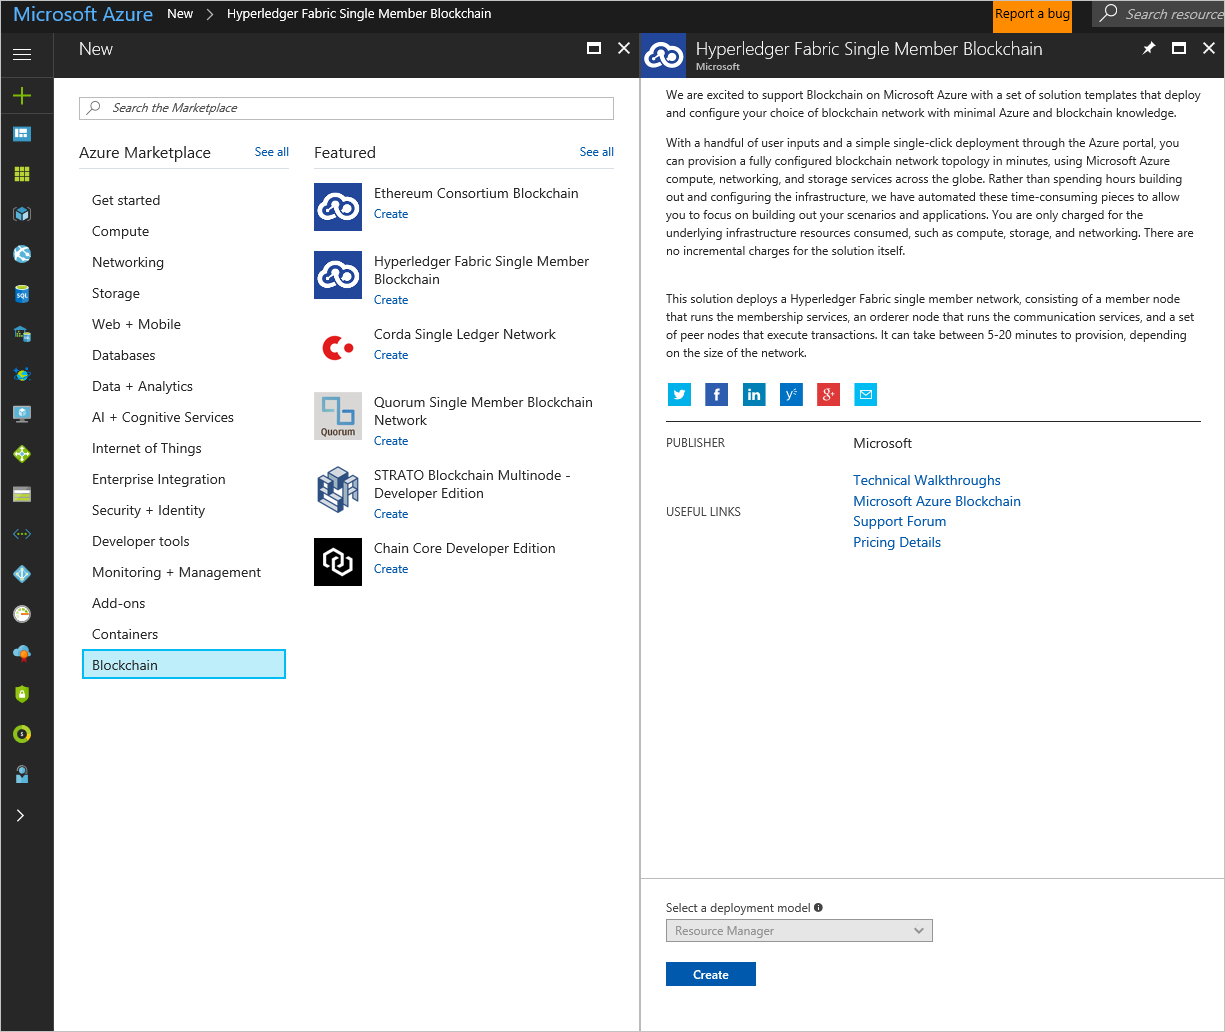 Microsoft Azure New Hyperledger Fabric Single Member Blockchain Report a bug Search resource
New
Search the Marketplace
Azure Marketplace See all
Get started
Compute
Networking
Storage
Web + Mobile
Databases
Data + Analytics
AI + Cognitive Services
Internet of Things
Enterprise Integration
Security + Identity
Developer tools
Monitoring + Management
Add-ons
Containers
Blockchain
Featured See all
Ethereum Consortium Blockchain
Create
Hyperledger Fabric Single Member
Blockchain
Create
Corda Single Ledger Network
Create
Quorum
Quorum Single Member Blockchain
Network
Create
STRATO Blockchain Multinode -
Developer Edition
Create
Chain Core Developer Edition
Create
Hyperledger Fabric Single Member Blockchain
Microsoft
We are excited to support Blockchain on Microsoft Azure with a set of solution templates that deploy
and configure your choice of blockchain network with minimal Azure and blockchain knowledge.
With a handful of user inputs and a simple single-click deployment through the Azure portal, you
can provision a fully configured blockchain network topology in minutes, using Microsoft Azure
compute, networking, and storage services across the globe. Rather than spending hours building
out and configuring the infrastructure, we have automated these time-consuming pieces to allow
you to focus on building out your scenarios and applications. You are only charged for the
underlying infrastructure resources consumed, such as compute, storage, and networking. There are
no incremental charges for the solution itself.
This solution deploys a Hyperledger Fabric single member network, consisting of a member node
that runs the membership services, an orderer node that runs the communication services, and a set
of peer nodes that execute transactions. It can take between 5-20 minutes to provision, depending
on the size of the network.
PUBLISHER Microsoft
USEFUL LINKS
Technical Walkthroughs
Microsoft Azure Blockchain
Support Forum
Pricing Details
Select a deployment model
Resource Manager
Create